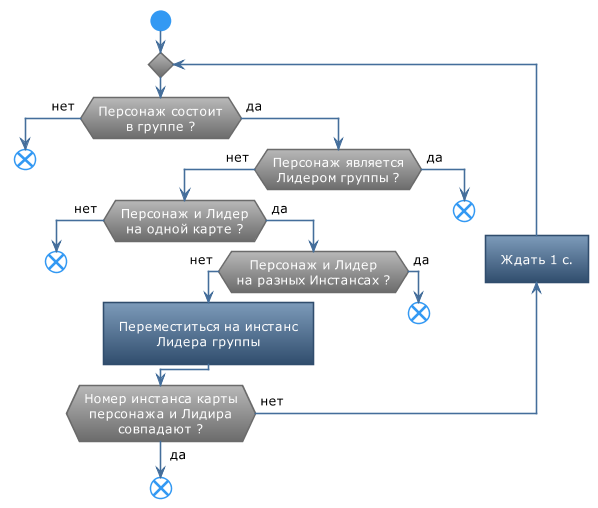 Персонаж состоит
в группе ?
нет
да
Персонаж является
Лидером группы ?
нет
да
Персонаж и Лидер
на одной карте ?
нет
да
Персонаж и Лидер
на разных Инстансах ?
нет
да
Ждать 1 с.
Переместиться на инстанс
Лидера группы
Номер инстанса карты
персонажа и Лидира
совпадают ?
нет
да